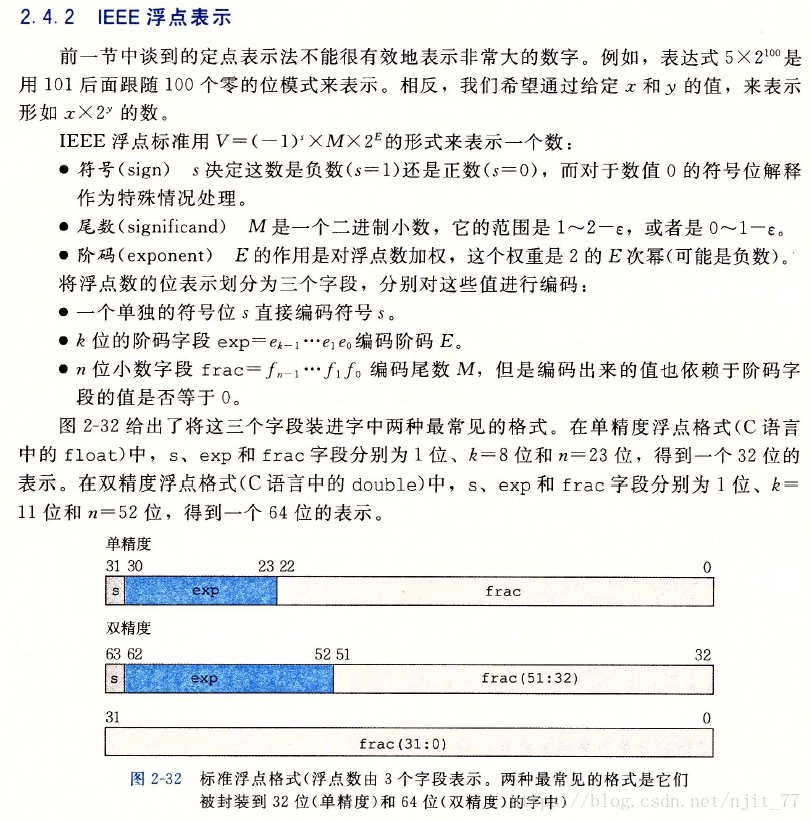 2.4.2 IEEE 浮点表示
前一节中谈到的定点表示法不能很有效地表示非常大的数字。例如，表达式 5×2¹⁰⁰是
用 101 后面跟随 100 个零的位模式来表示。相反，我们希望通过给定 x 和 y 的值，来表示
形如 x×2ʸ 的数。
IEEE 浮点标准用 V=(-1)ˢ×M×2ᴱ的形式来表示一个数：
● 符号(sign) s 决定这数是负数(s=1)还是正数(s=0)，而对于数值 0 的符号位解释
作为特殊情况处理。
● 尾数(significand) M 是一个二进制小数，它的范围是 1～2-ε，或者是 0～1-ε。
● 阶码(exponent) E 的作用是对浮点数加权，这个权重是 2 的 E 次幂(可能是负数)。
将浮点数的位表示划分为三个字段，分别对这些值进行编码：
● 一个单独的符号位 s 直接编码符号 s。
● k 位的阶码字段 exp=eₖ₋₁⋯e₁e₀编码阶码 E。
● n 位小数字段 frac=fₙ₋₁⋯f₁f₀ 编码尾数 M，但是编码出来的值也依赖于阶码字
段的值是否等于 0。
图 2-32 给出了将这三个字段装进字中两种最常见的格式。在单精度浮点格式(C 语言
中的 float)中，s、exp 和 frac 字段分别为 1 位、k=8 位和 n=23 位，得到一个 32 位的
表示。在双精度浮点格式(C 语言中的 double)中，s、exp 和 frac 字段分别为 1 位、k=
11 位和 n=52 位，得到一个 64 位的表示。
单精度
31 30 23 22 0
s exp frac
双精度
63 62 52 51 32
s exp frac(51:32)
31 0
frac(31:0)
图 2-32 标准浮点格式(浮点数由 3 个字段表示。两种最常见的格式是它们
被封装到 32 位(单精度)和 64 位(双精度)的字中)
https://blog.csdn.net/njit_77